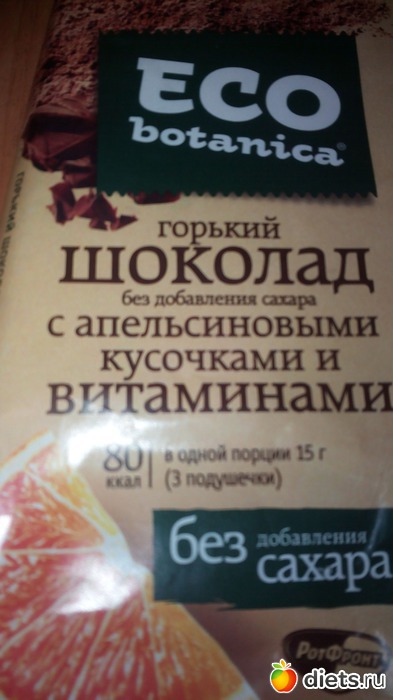 ECO
botanica®
горький
ШОКОЛАД
без добавления сахара
с апельсиновыми
кусочками и
витаминами
80 в одной порции 15 г
ккал (3 подушечки)
без добавления
сахара
РотФронт
diets.ru